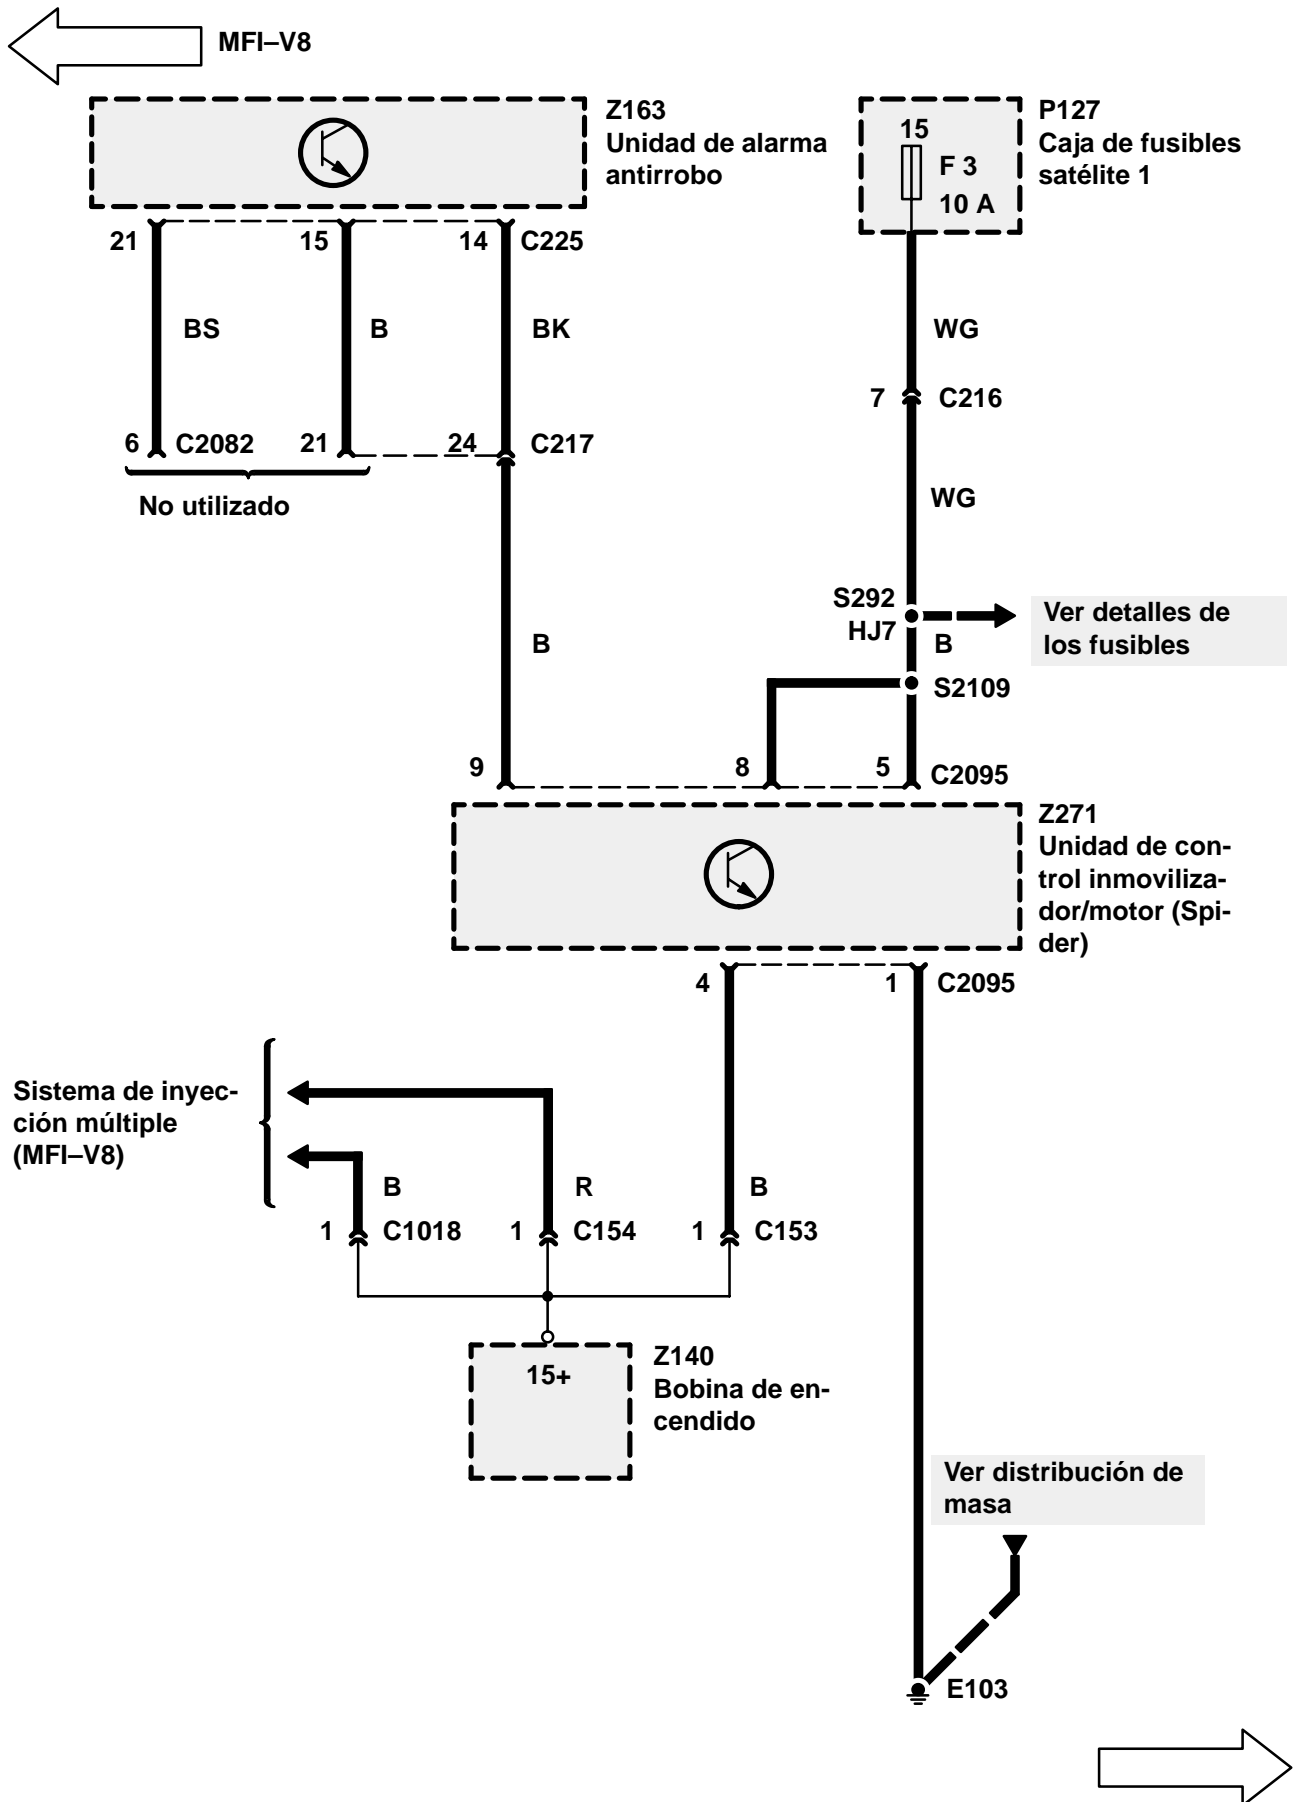 MFI–V8
Z163
Unidad de alarma
antirrobo
P127
Caja de fusibles
satélite 1
15
F 3
10 A
21
15
14
C225
BS
B
BK
WG
7
C216
6
C2082
21
24
C217
No utilizado
WG
S292
HJ7
B
Ver detalles de
los fusibles
B
S2109
9
8
5
C2095
Z271
Unidad de con-
trol inmoviliza-
dor/motor (Spi-
der)
4
1
C2095
Sistema de inyec-
ción múltiple
(MFI–V8)
B
R
B
1
C1018
1
C154
1
C153
15+
Z140
Bobina de en-
cendido
Ver distribución de
masa
E103